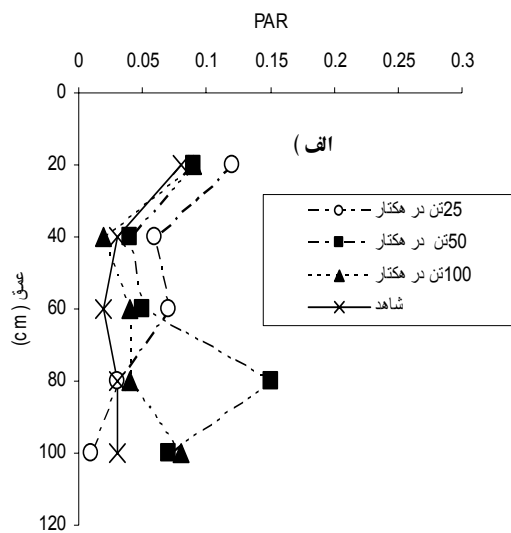 PAR
0 0.05 0.1 0.15 0.2 0.25 0.3
0
20
40
60
80
100
120
عمق (cm)
الف )
25تن در هکتار
50تن در هکتار
100تن در هکتار
شاهد